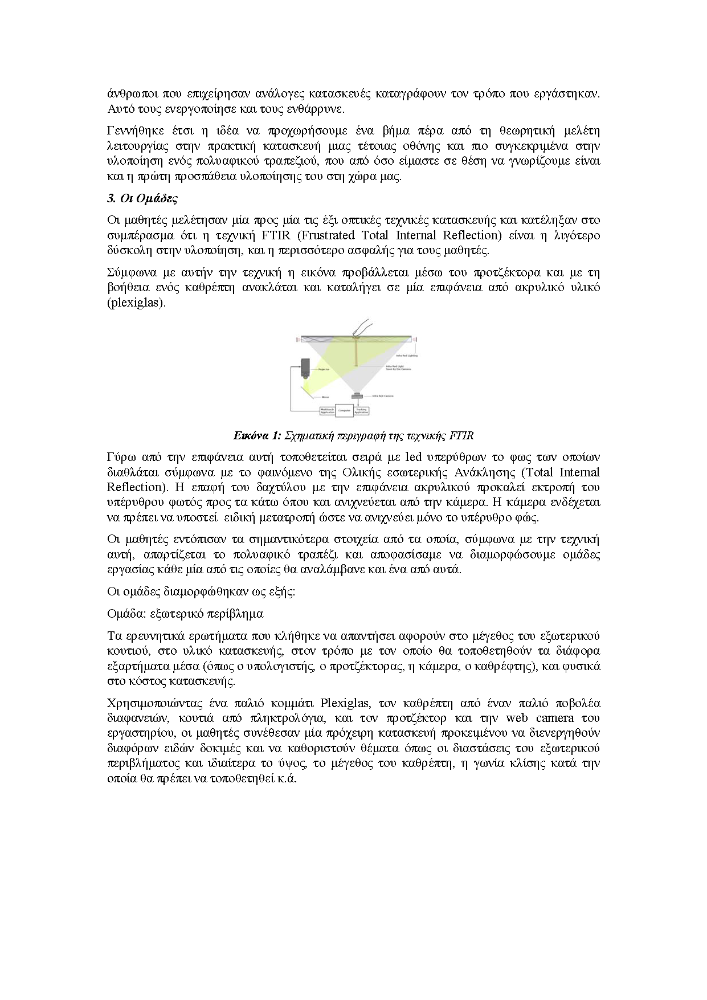 άνθρωποι που επιχείρησαν ανάλογες κατασκευές καταγράφουν τον τρόπο που εργάστηκαν.
Αυτό τους ενεργοποίησε και τους ενθάρρυνε.
Γεννήθηκε έτσι η ιδέα να προχωρήσουμε ένα βήμα πέρα από τη θεωρητική μελέτη
λειτουργίας στην πρακτική κατασκευή μιας τέτοιας οθόνης και πιο συγκεκριμένα στην
υλοποίηση ενός πολυαφικού τραπεζιού, που από όσο είμαστε σε θέση να γνωρίζουμε είναι
και η πρώτη προσπάθεια υλοποίησης του στη χώρα μας.
3. Οι Ομάδες
Οι μαθητές μελέτησαν μία προς μία τις έξι οπτικές τεχνικές κατασκευής και κατέληξαν στο
συμπέρασμα ότι η τεχνική FTIR (Frustrated Total Internal Reflection) είναι η λιγότερο
δύσκολη στην υλοποίηση, και η περισσότερο ασφαλής για τους μαθητές.
Σύμφωνα με αυτήν την τεχνική η εικόνα προβάλλεται μέσω του προτζέκτορα και με τη
βοήθεια ενός καθρέπτη ανακλάται και καταλήγει σε μία επιφάνεια από ακρυλικό υλικό
(plexiglas).
Infra Red Lighting
Infra Red Light
Seen by the Camera
Projector
Mirror
Infra Red Camera
Multitouch
Application
Computer
Tracking
Application
Εικόνα 1: Σχηματική περιγραφή της τεχνικής FTIR
Γύρω από την επιφάνεια αυτή τοποθετείται σειρά με led υπερύθρων το φως των οποίων
διαθλάται σύμφωνα με το φαινόμενο της Ολικής εσωτερικής Ανάκλησης (Total Internal
Reflection). Η επαφή του δαχτύλου με την επιφάνεια ακρυλικού προκαλεί εκτροπή του
υπέρυθρου φωτός προς τα κάτω όπου και ανιχνεύεται από την κάμερα. Η κάμερα ενδέχεται
να πρέπει να υποστεί  ειδική μετατροπή ώστε να ανιχνεύει μόνο το υπέρυθρο φώς.
Οι μαθητές εντόπισαν τα σημαντικότερα στοιχεία από τα οποία, σύμφωνα με την τεχνική
αυτή, απαρτίζεται το πολυαφικό τραπέζι και αποφασίσαμε να διαμορφώσουμε ομάδες
εργασίας κάθε μία από τις οποίες θα αναλάμβανε και ένα από αυτά.
Οι ομάδες διαμορφώθηκαν ως εξής:
Ομάδα: εξωτερικό περίβλημα
Τα ερευνητικά ερωτήματα που κλήθηκε να απαντήσει αφορούν στο μέγεθος του εξωτερικού
κουτιού, στο υλικό κατασκευής, στον τρόπο με τον οποίο θα τοποθετηθούν τα διάφορα
εξαρτήματα μέσα (όπως ο υπολογιστής, ο προτζέκτορας, η κάμερα, ο καθρέφτης), και φυσικά
στο κόστος κατασκευής.
Χρησιμοποιώντας ένα παλιό κομμάτι Plexiglas, τον καθρέπτη από έναν παλιό ποβολέα
διαφανειών, κουτιά από πληκτρολόγια, και τον προτζέκτορ και την web camera του
εργαστηρίου, οι μαθητές συνέθεσαν μία πρόχειρη κατασκευή προκειμένου να διενεργηθούν
διαφόρων ειδών δοκιμές και να καθοριστούν θέματα όπως οι διαστάσεις του εξωτερικού
περιβλήματος και ιδιαίτερα το ύψος, το μέγεθος του καθρέπτη, η γωνία κλίσης κατά την
οποία θα πρέπει να τοποθετηθεί κ.ά.